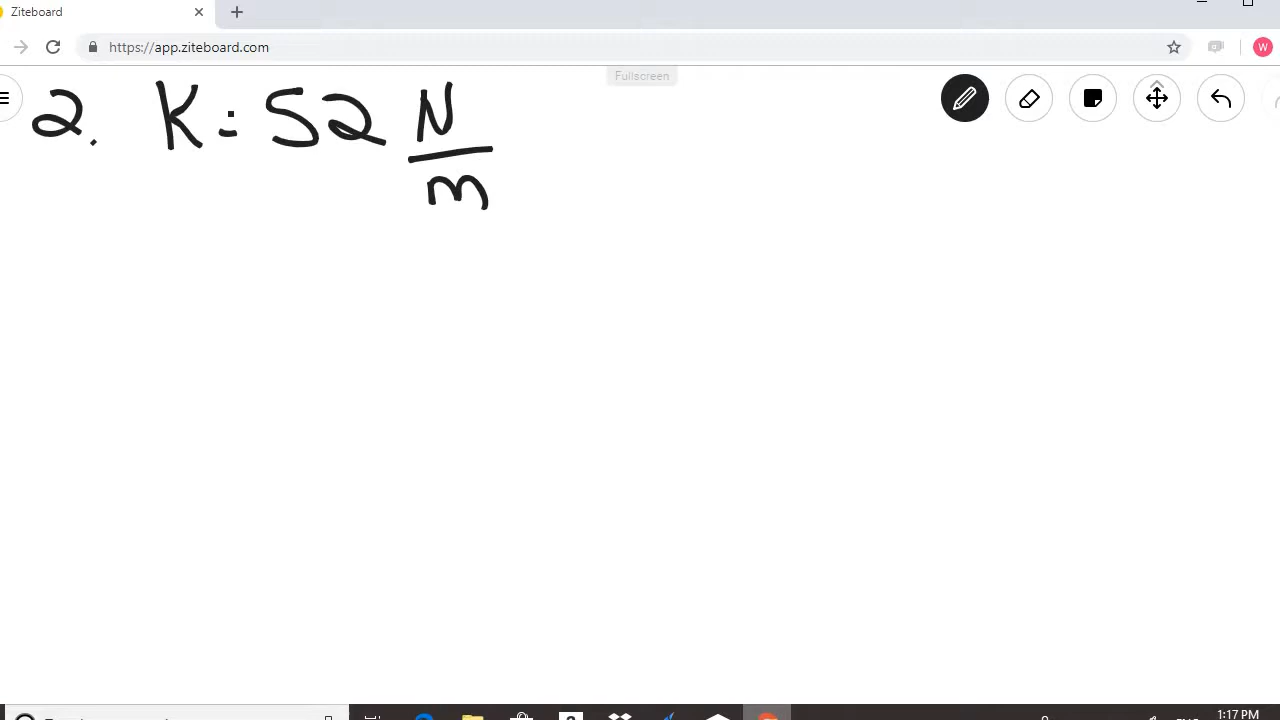 Ziteboard
https://app.ziteboard.com
W
Fullscreen
2. K = 52 N
m
1:17 PM